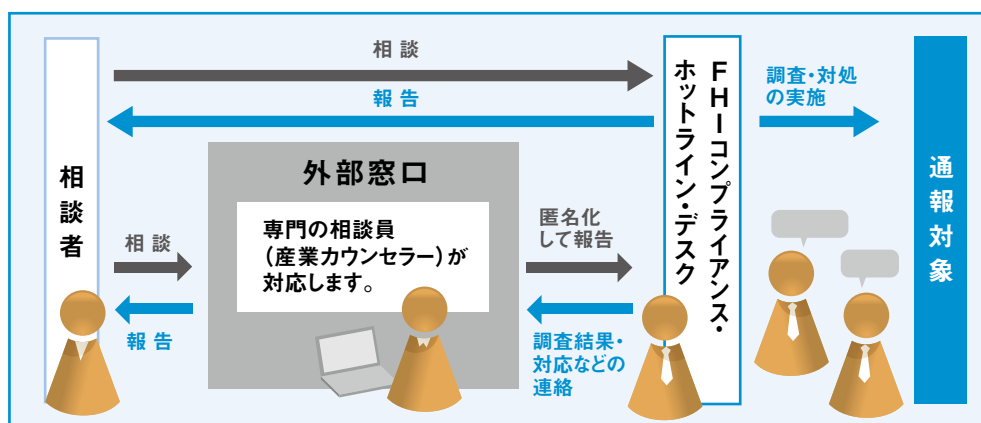 相談
報告
相談者
外部窓口
専門の相談員
（産業カウンセラー）が
対応します。
相談
報告
匿名化
して報告
調査結果・
対応などの
連絡
FHIコンプライアンス・
ホットライン・デスク
調査・対処
の実施
通報対象